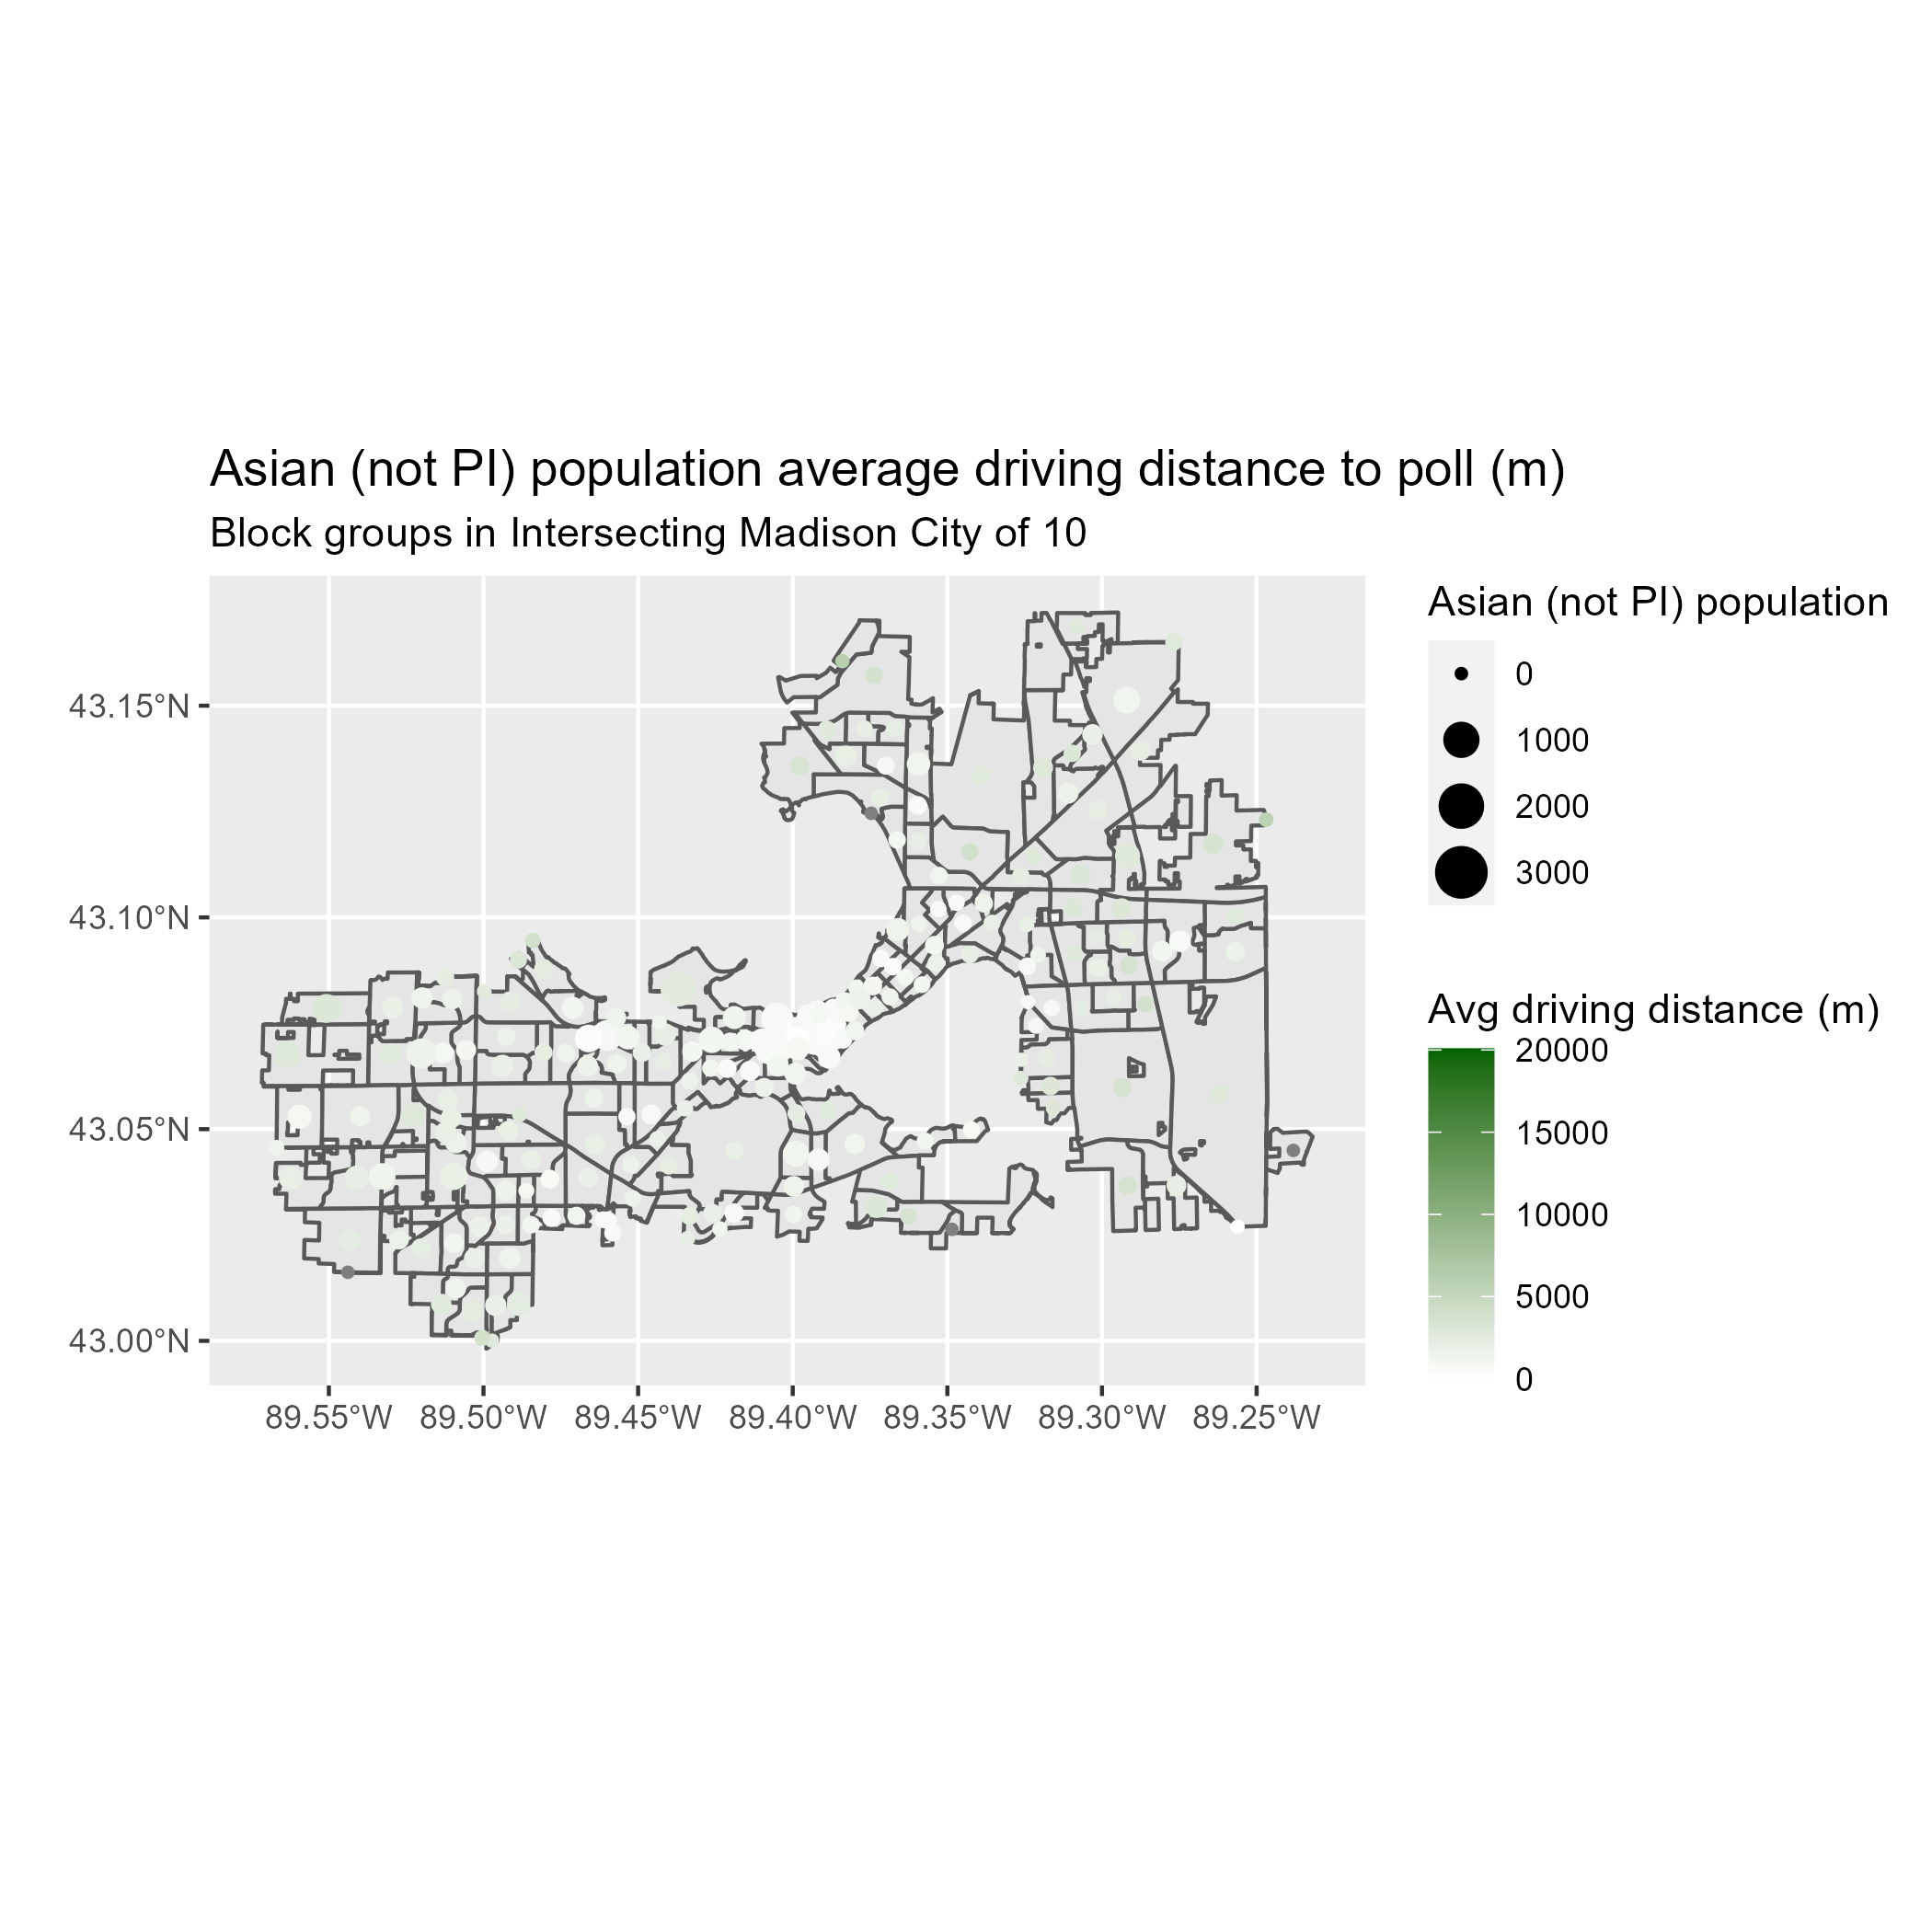 Asian (not PI) population average driving distance to poll (m)
Block groups in Intersecting Madison City of 10
Asian (not PI) population
0
1000
2000
3000
Avg driving distance (m)
20000
15000
10000
5000
0
43.15°N
43.10°N
43.05°N
43.00°N
89.55°W 89.50°W 89.45°W 89.40°W 89.35°W 89.30°W 89.25°W